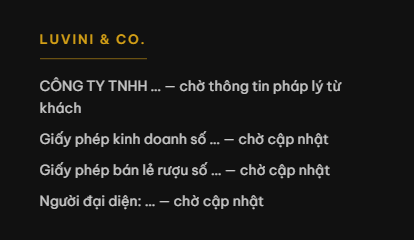 LUVINI & CO.
CÔNG TY TNHH ... — chờ thông tin pháp lý từ
khách
Giấy phép kinh doanh số ... — chờ cập nhật
Giấy phép bán lẻ rượu số ... — chờ cập nhật
Người đại diện: ... — chờ cập nhật